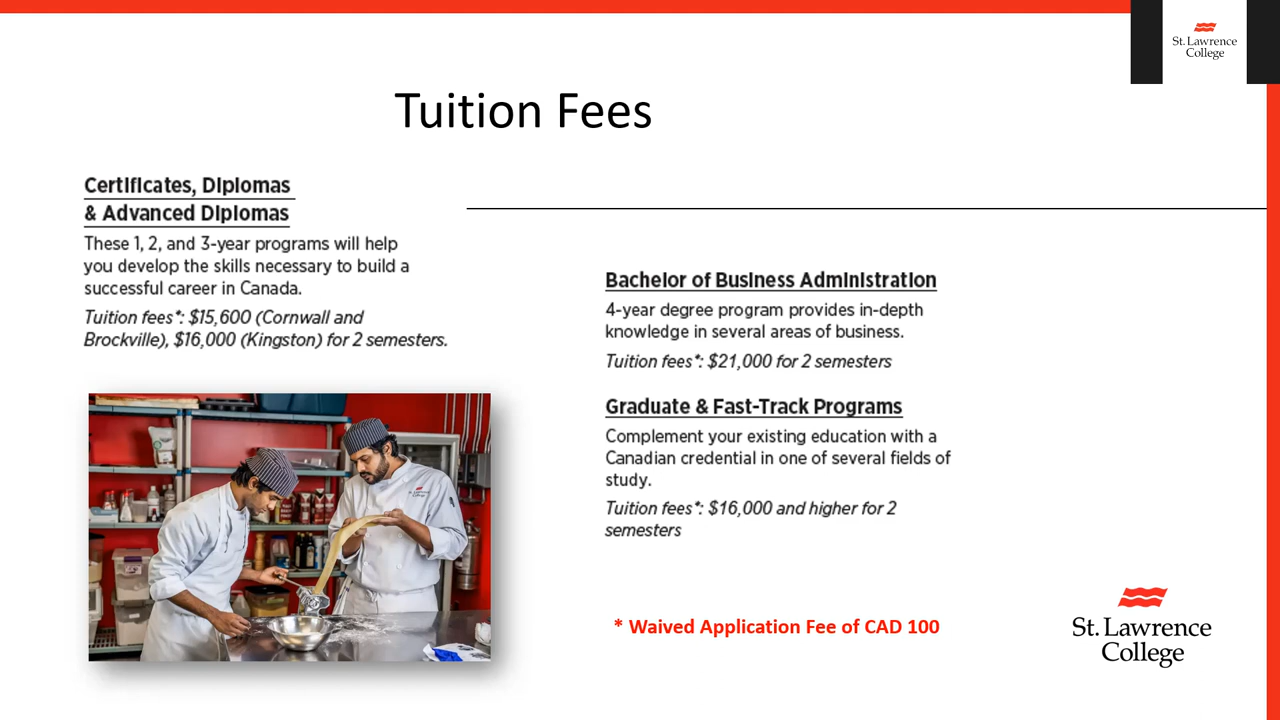 St. Lawrence
College
Tuition Fees
Certificates, Diplomas
& Advanced Diplomas
These 1, 2, and 3-year programs will help
you develop the skills necessary to build a
successful career in Canada.
Tuition fees*: $15,600 (Cornwall and
Brockville), $16,000 (Kingston) for 2 semesters.
Bachelor of Business Administration
4-year degree program provides in-depth
knowledge in several areas of business.
Tuition fees*: $21,000 for 2 semesters
Graduate & Fast-Track Programs
Complement your existing education with a
Canadian credential in one of several fields of
study.
Tuition fees*: $16,000 and higher for 2
semesters
* Waived Application Fee of CAD 100
St. Lawrence
College